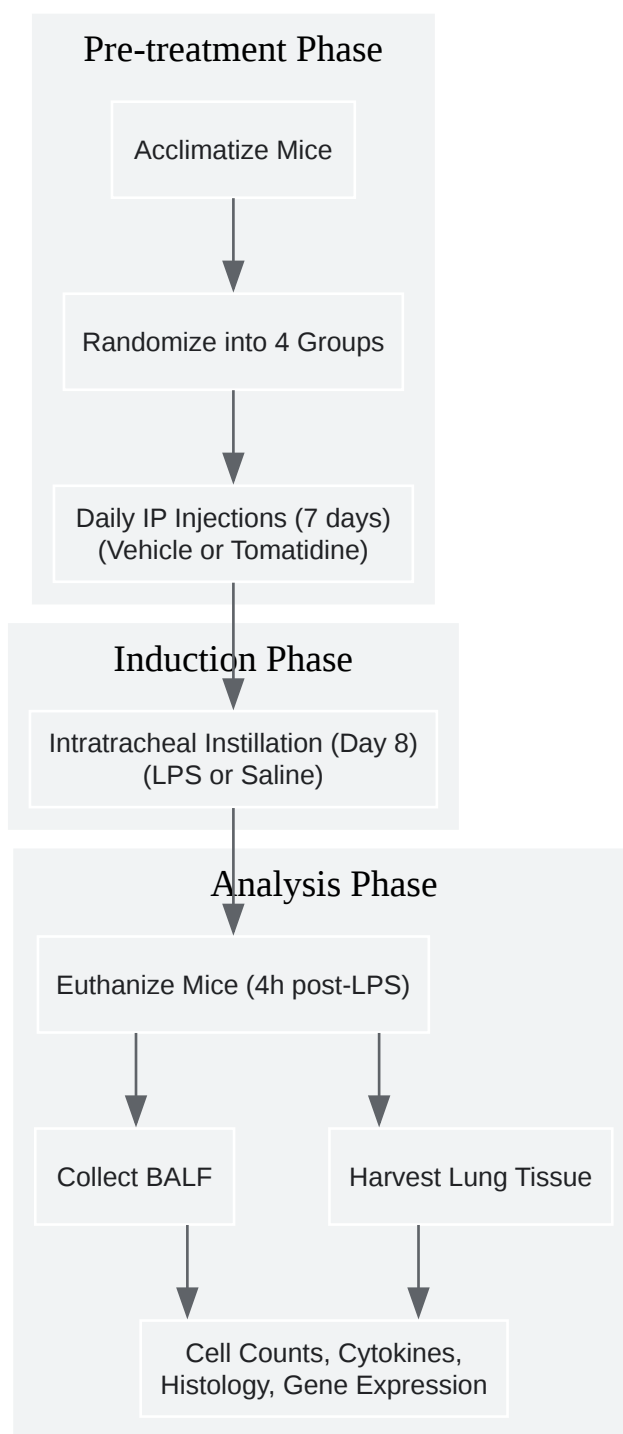 Pre-treatment Phase
Acclimatize Mice
Randomize into 4 Groups
Daily IP Injections (7 days)
(Vehicle or Tomatidine)
Induction Phase
Intratracheal Instillation (Day 8)
(LPS or Saline)
Analysis Phase
Euthanize Mice (4h post-LPS)
Collect BALF
Harvest Lung Tissue
Cell Counts, Cytokines,
Histology, Gene Expression